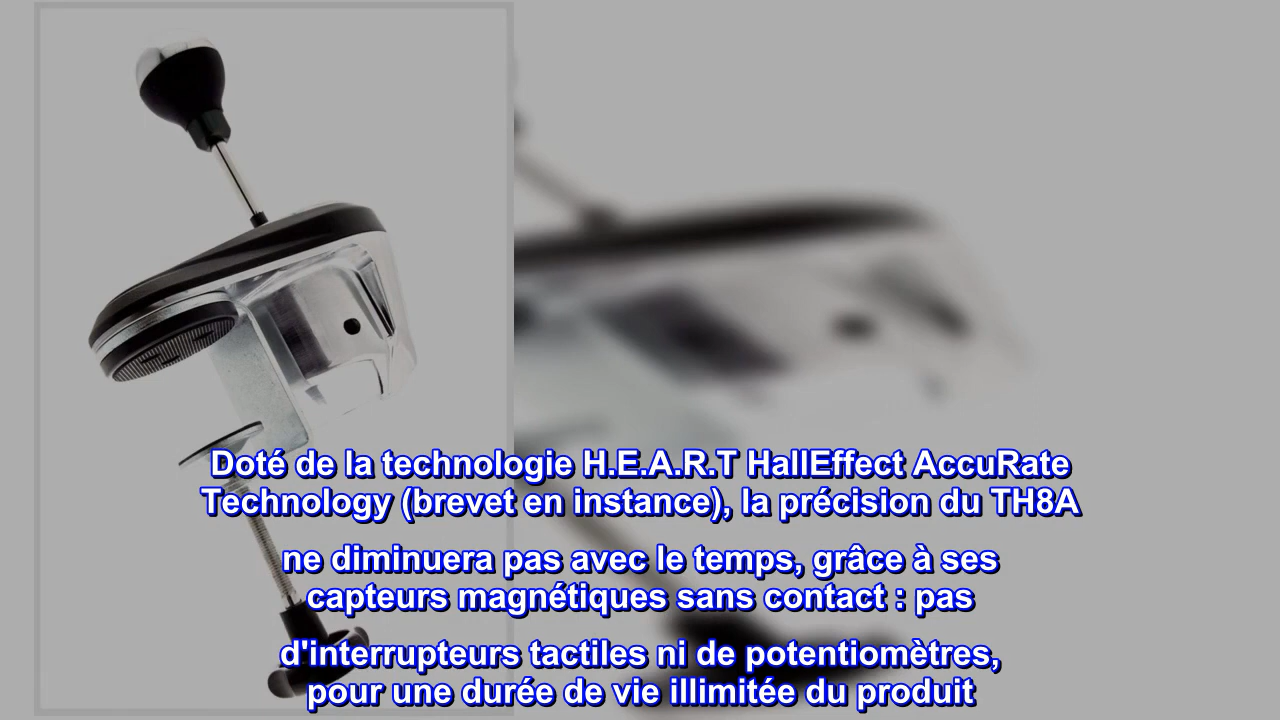 Doté de la technologie H.E.A.R.T HallEffect AccuRate
Technology (brevet en instance), la précision du TH8A
ne diminuera pas avec le temps, grâce à ses
capteurs magnétiques sans contact : pas
d'interrupteurs tactiles ni de potentiomètres,
pour une durée de vie illimitée du produit